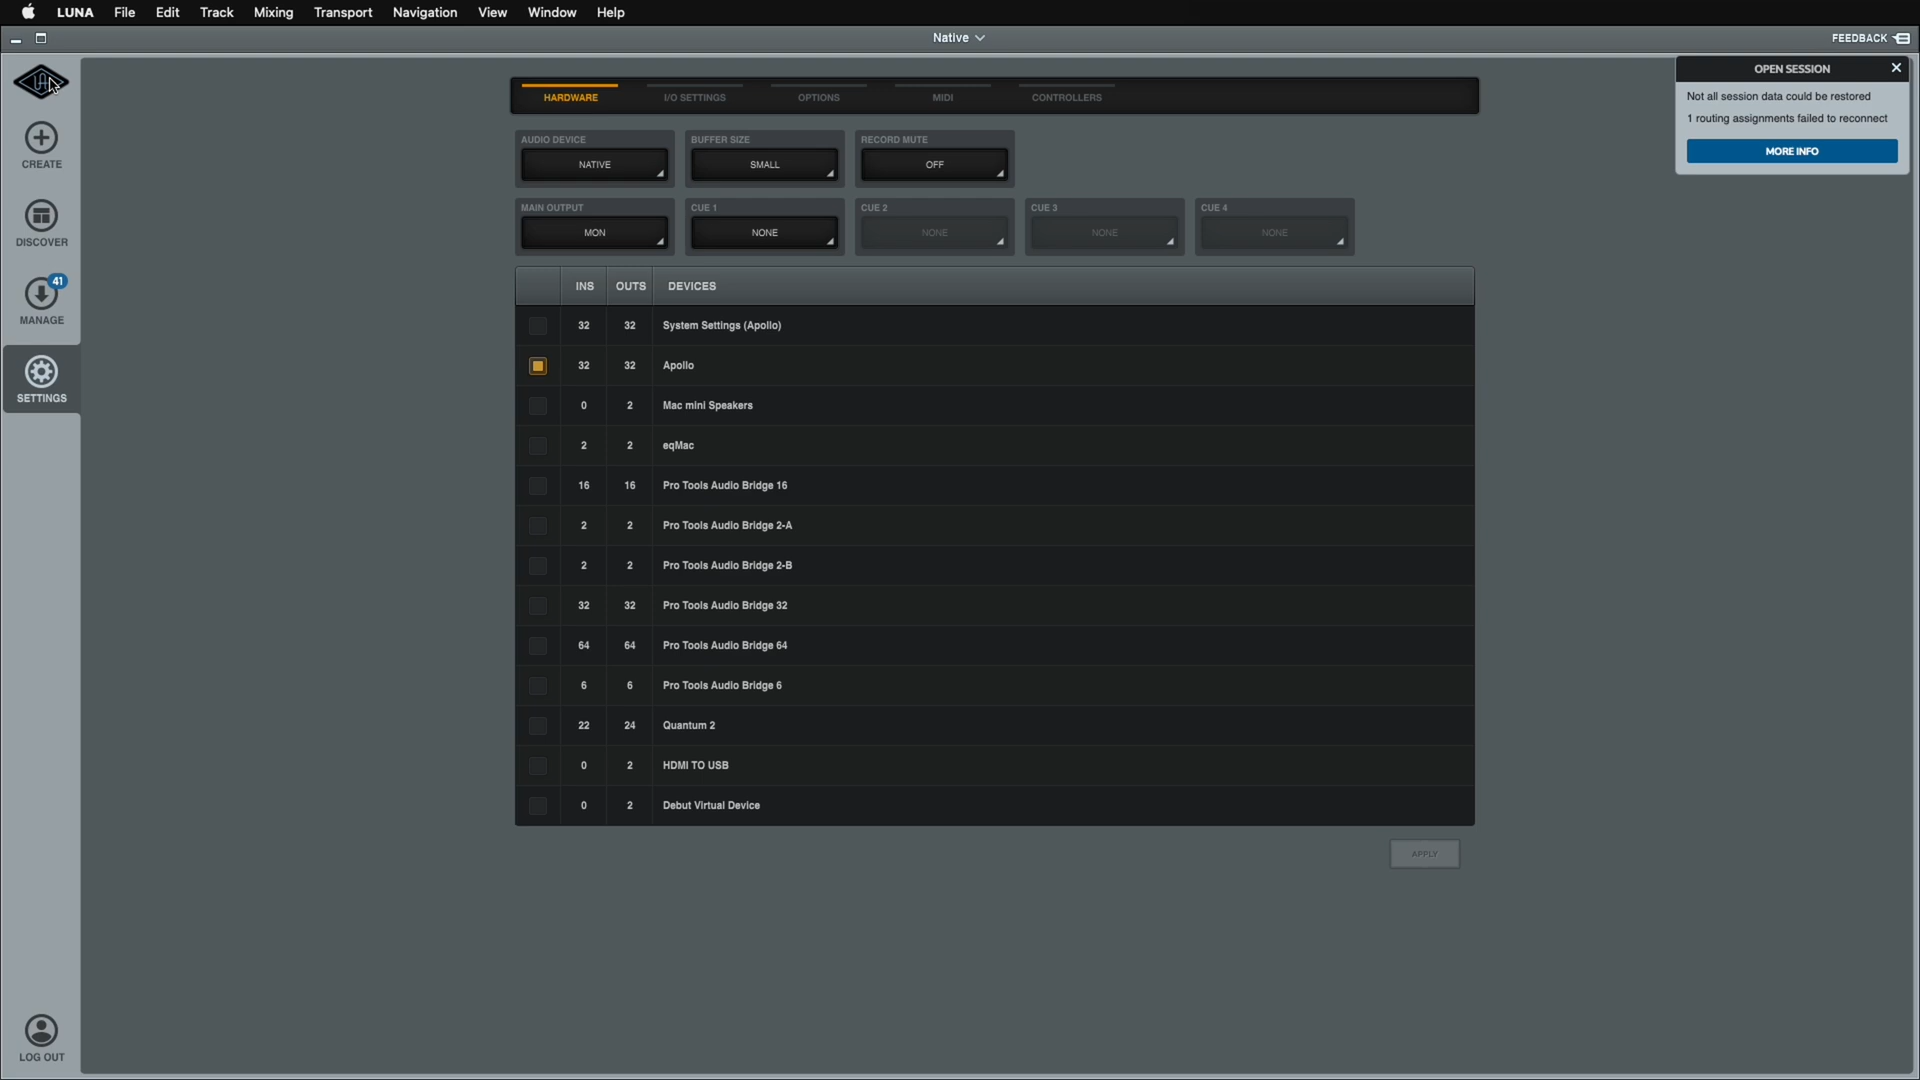 LUNA File Edit Track Mixing Transport Navigation View Window Help
Native
FEEDBACK
CREATE
DISCOVER
41
MANAGE
SETTINGS
LOG OUT
HARDWARE I/O SETTINGS OPTIONS MIDI CONTROLLERS
AUDIO DEVICE BUFFER SIZE RECORD MUTE
NATIVE SMALL OFF
MAIN OUTPUT CUE 1 CUE 2 CUE 3 CUE 4
MON NONE NONE NONE NONE
INS OUTS DEVICES
32 32 System Settings (Apollo)
32 32 Apollo
0 2 Mac mini Speakers
2 2 eqMac
16 16 Pro Tools Audio Bridge 16
2 2 Pro Tools Audio Bridge 2-A
2 2 Pro Tools Audio Bridge 2-B
32 32 Pro Tools Audio Bridge 32
64 64 Pro Tools Audio Bridge 64
6 6 Pro Tools Audio Bridge 6
22 24 Quantum 2
0 2 HDMI TO USB
0 2 Debut Virtual Device
APPLY
OPEN SESSION
Not all session data could be restored
1 routing assignments failed to reconnect
MORE INFO